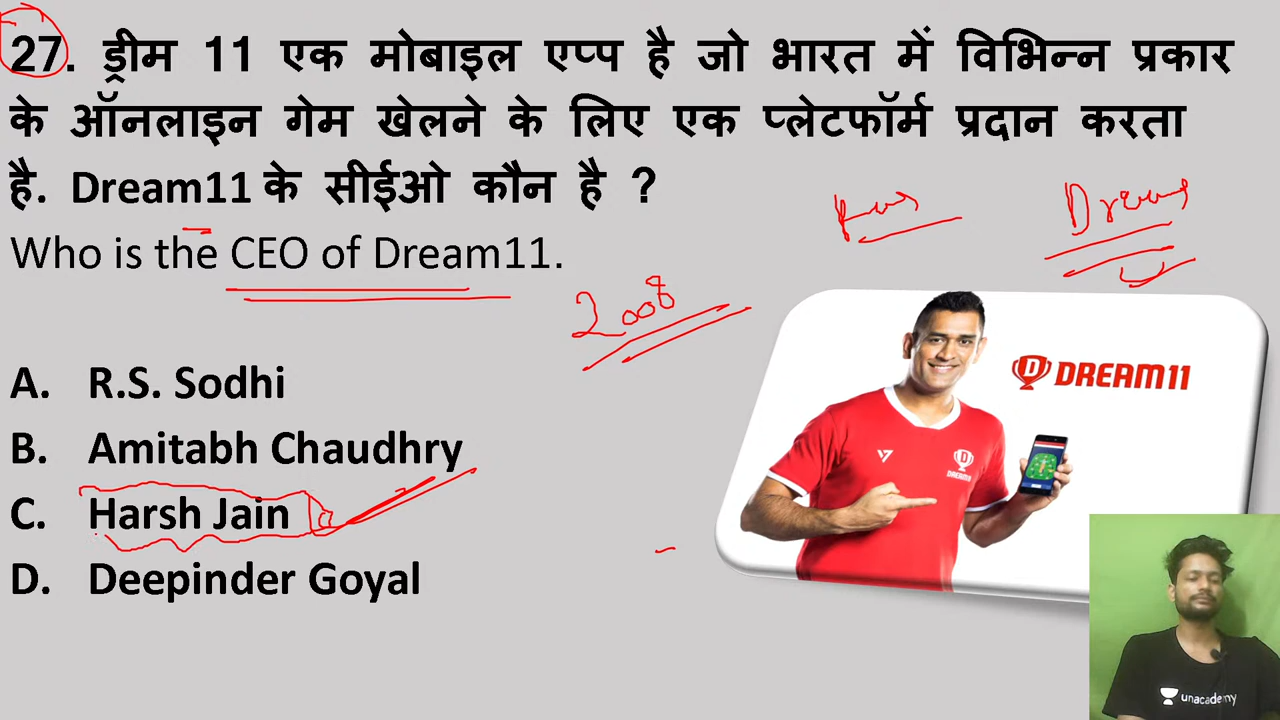 27. ड्रीम 11 एक मोबाइल एप्प है जो भारत में विभिन्न प्रकार
के ऑनलाइन गेम खेलने के लिए एक प्लेटफॉर्म प्रदान करता
है. Dream11 के सीईओ कौन है ?
Who is the CEO of Dream11.
2008
DREAM11
A. R.S. Sodhi
B. Amitabh Chaudhry
C. Harsh Jain
D. Deepinder Goyal
unacademy